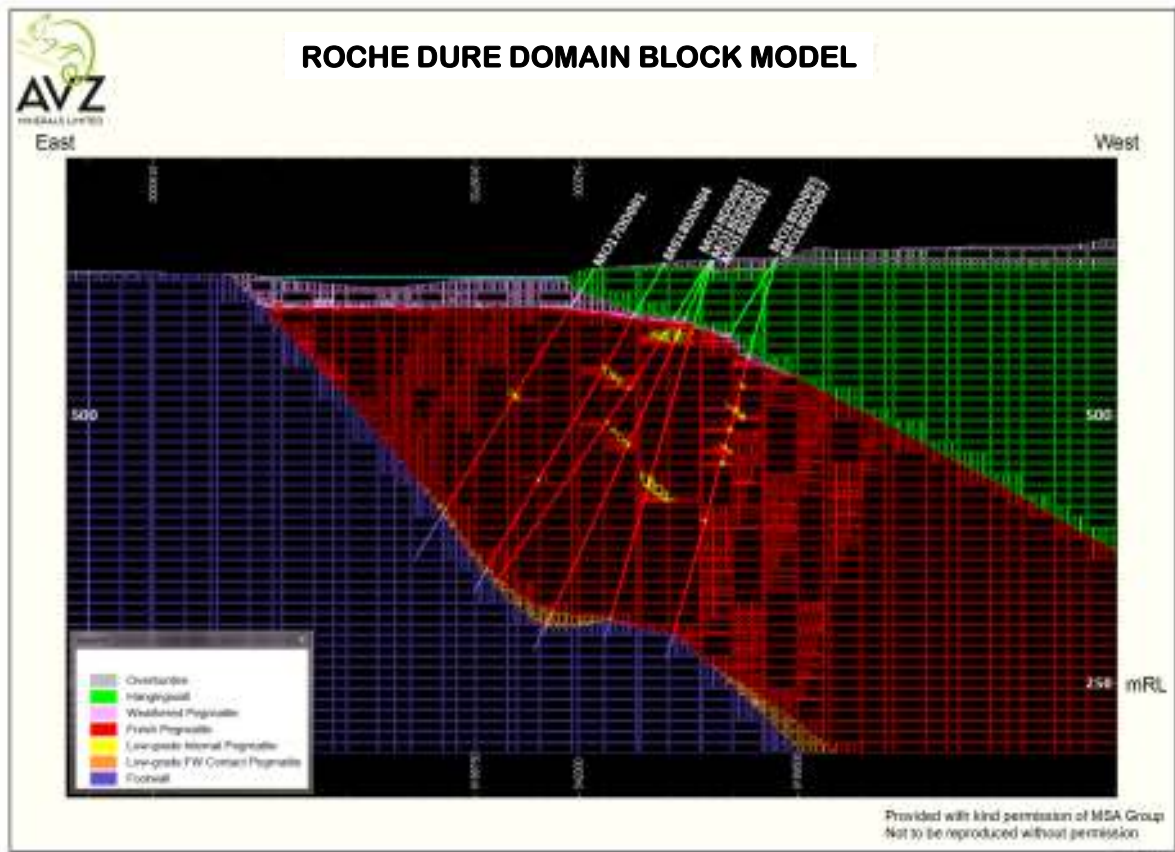 ROCHE DURE DOMAIN BLOCK MODEL
AVZ
MINERALS LIMITED
East
West
MO17DD001
500
500
250 mRL
Overburden
Hangingwall
Weathered Pegmatite
Fresh Pegmatite
Low-grade Internal Pegmatite
Low-grade FW Contact Pegmatite
Footwall
Provided with kind permission of MSA Group
Not to be reproduced without permission